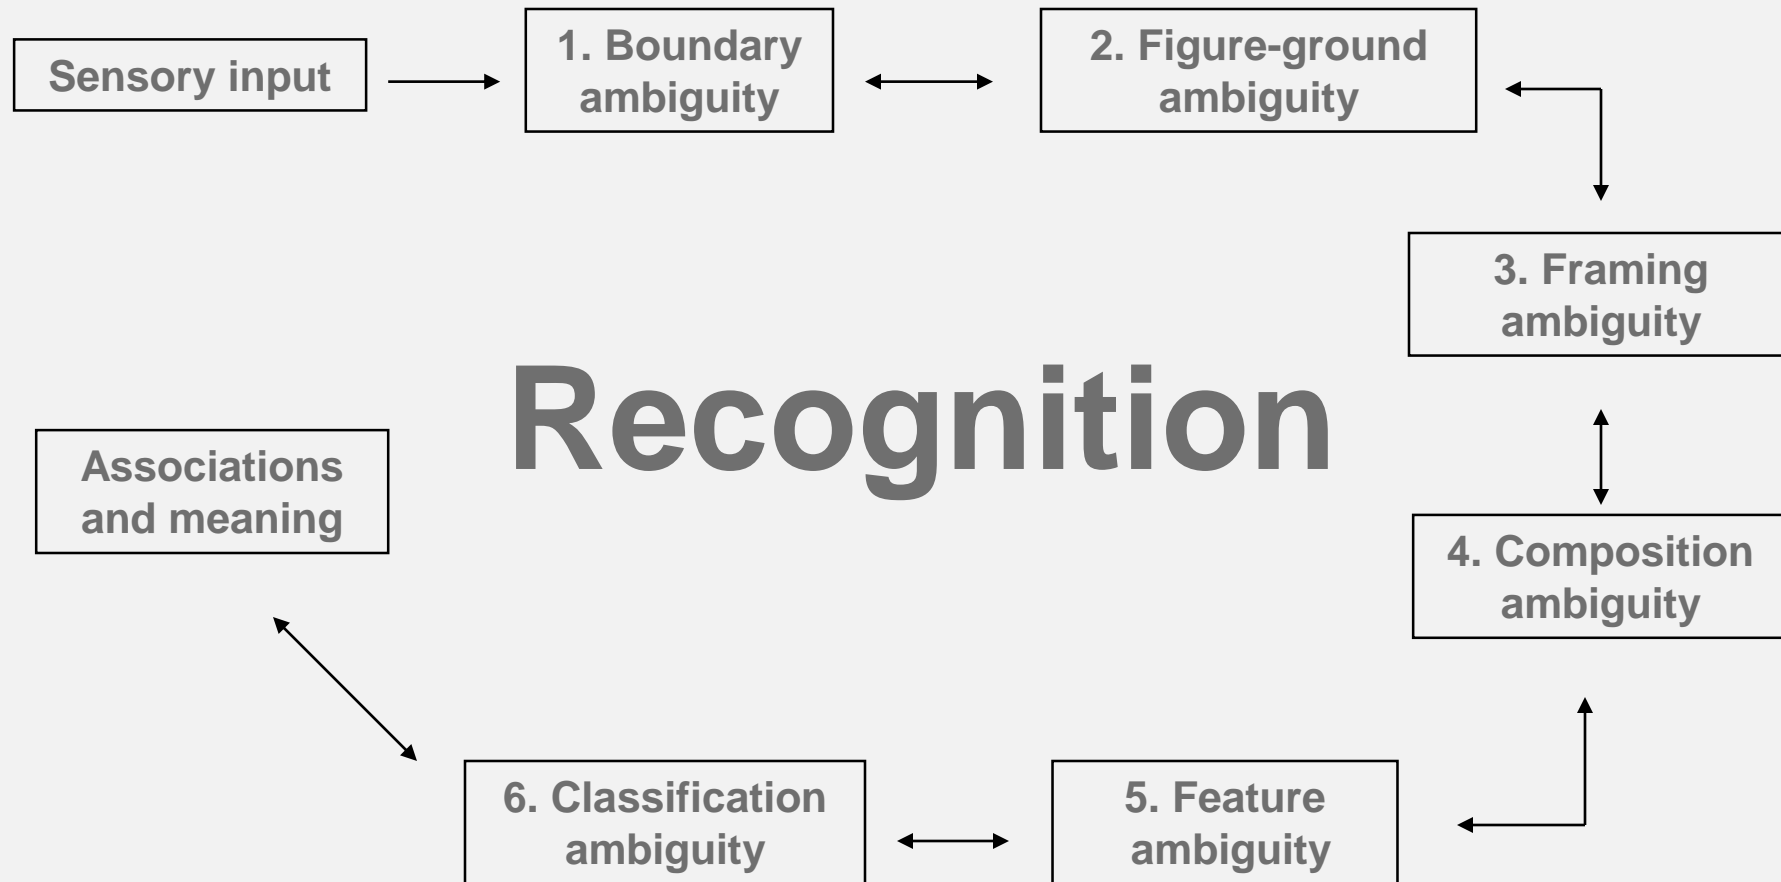 Sensory input
1. Boundary
ambiguity
2. Figure-ground
ambiguity
3. Framing
ambiguity
Recognition
Associations
and meaning
4. Composition
ambiguity
6. Classification
ambiguity
5. Feature
ambiguity